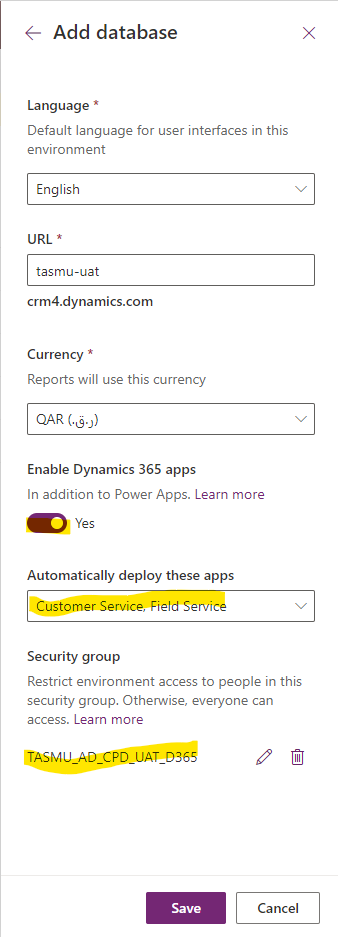 Add database
Language *
Default language for user interfaces in this
environment
English
URL *
tasmu-uat
crm4.dynamics.com
Currency *
Reports will use this currency
QAR (ر.ق.‏)
Enable Dynamics 365 apps
In addition to Power Apps. Learn more
Yes
Automatically deploy these apps
Customer Service, Field Service
Security group
Restrict environment access to people in this
security group. Otherwise, everyone can
access. Learn more
TASMU_AD_CPD_UAT_D365
Save
Cancel